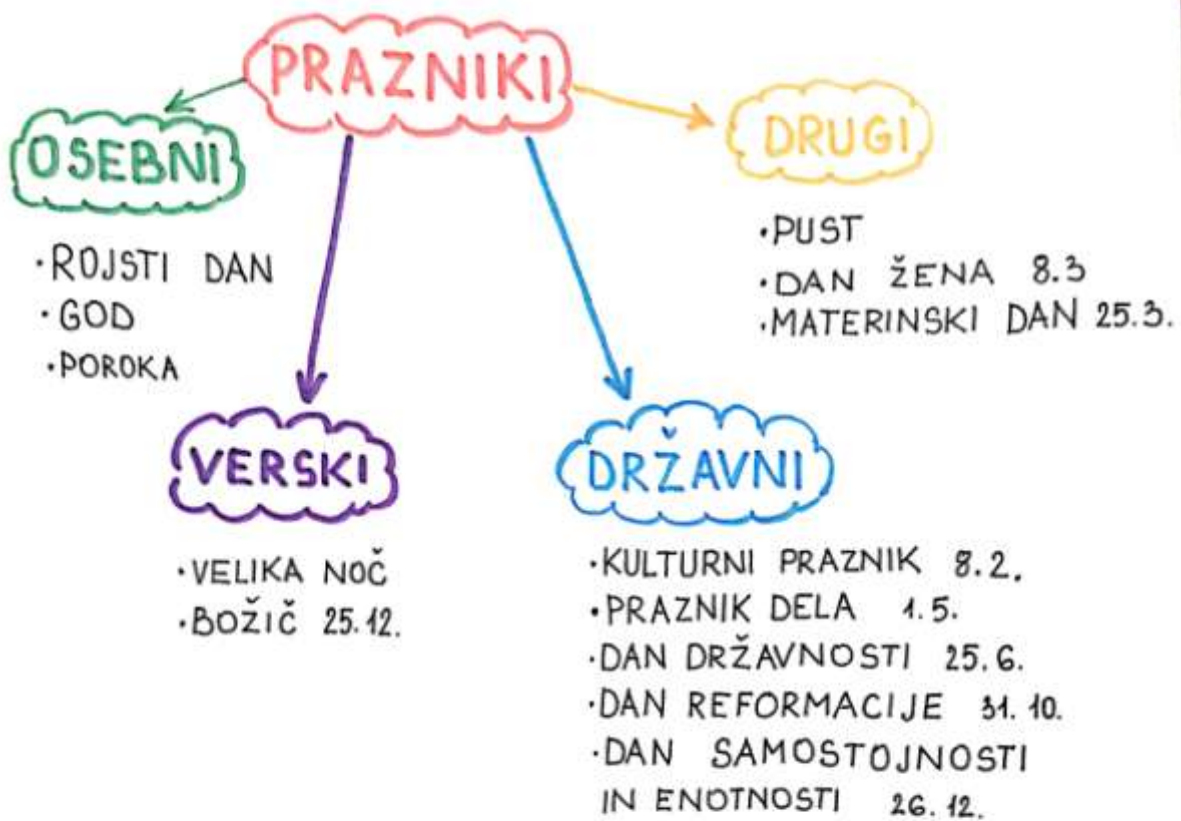 PRAZNIKI
OSEBNI
· ROJSTI DAN
· GOD
· POROKA
VERSKI
· VELIKA NOČ
· BOŽIČ 25.12.
DRŽAVNI
· KULTURNI PRAZNIK 8.2.
· PRAZNIK DELA 1.5.
· DAN DRŽAVNOSTI 25.6.
· DAN REFORMACIJE 31.10.
· DAN SAMOSTOJNOSTI
IN ENOTNOSTI 26.12.
DRUGI
· PUST
· DAN ŽENA 8.3
· MATERINSKI DAN 25.3.